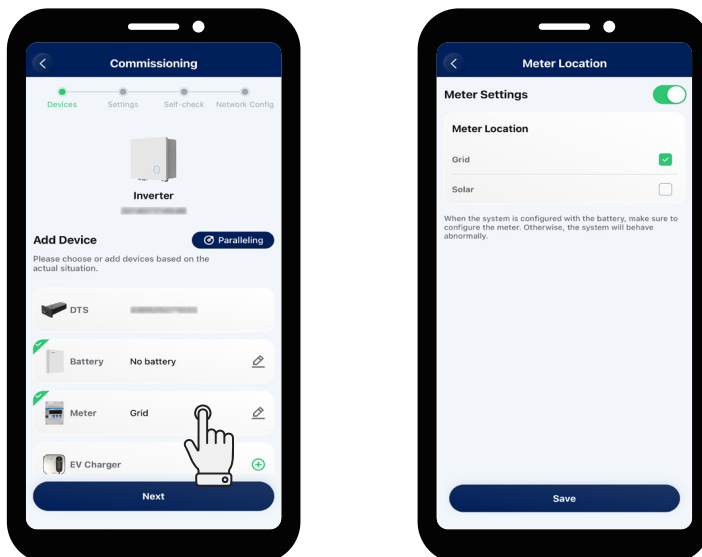 Commissioning
Devices Settings Self-check Network Config
Inverter
Add Device
Paralleling
Please choose or add devices based on the
actual situation.
DTS
Battery No battery
Meter Grid
EV Charger
Next
Meter Location
Meter Settings
Meter Location
Grid
Solar
When the system is configured with the battery, make sure to
configure the meter. Otherwise, the system will behave
abnormally.
Save